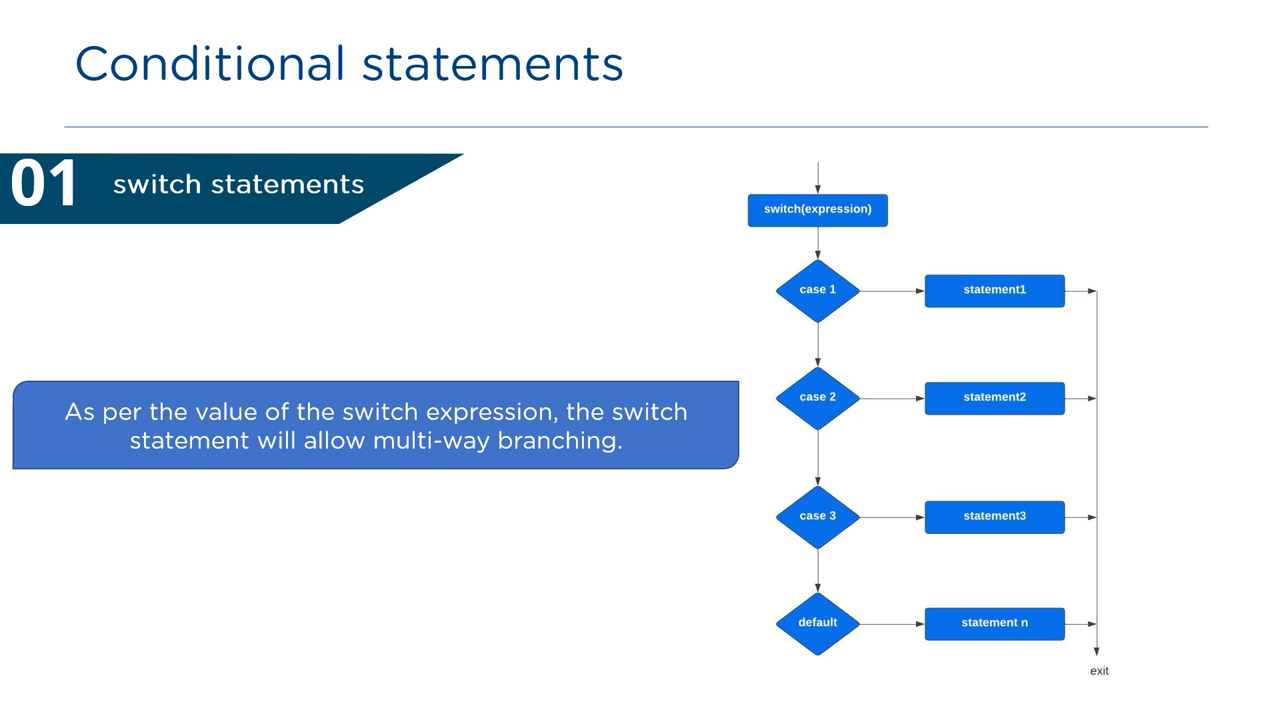 Conditional statements
01 switch statements
As per the value of the switch expression, the switch
statement will allow multi-way branching.
switch(expression)
case 1
statement1
case 2
statement2
case 3
statement3
default
statement n
exit